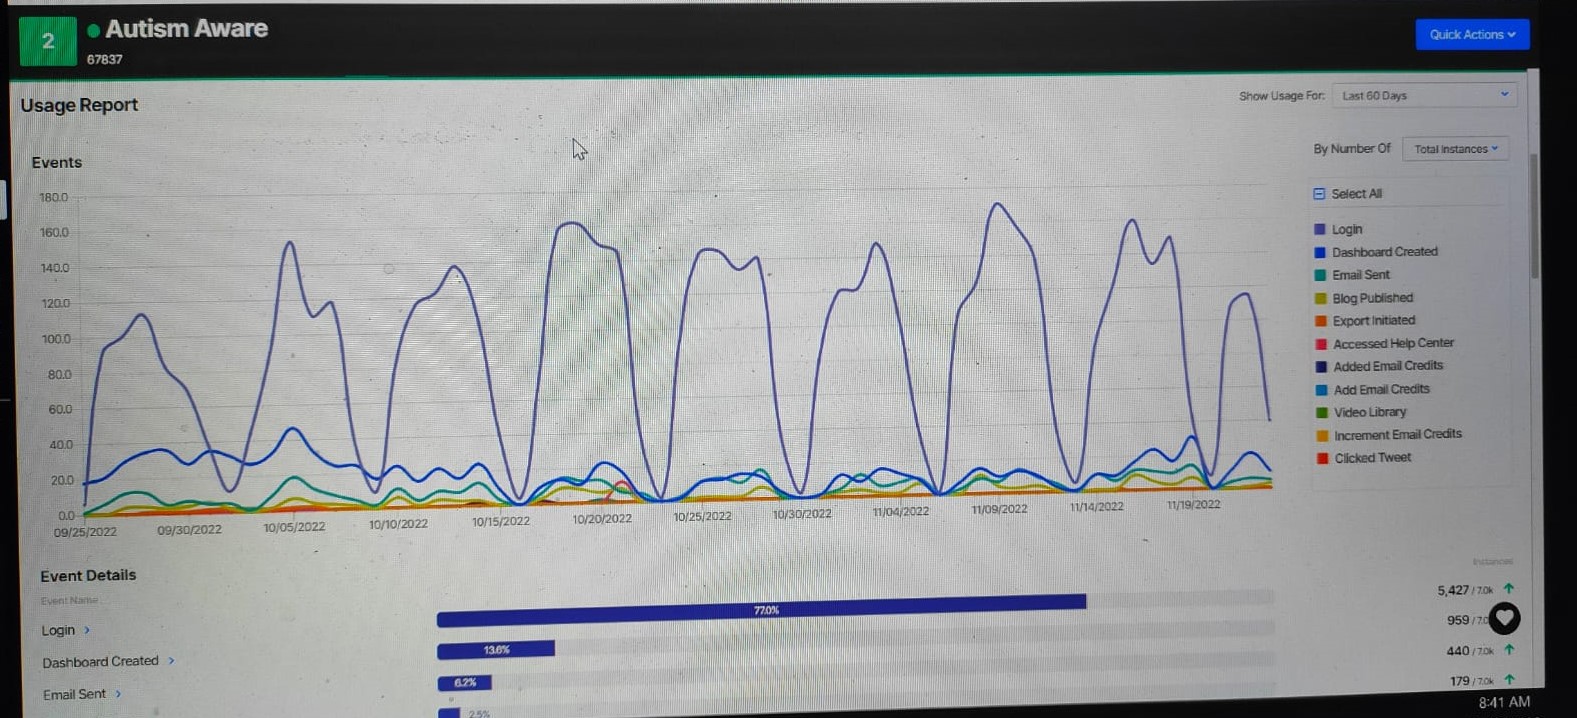 2
Autism Aware
67837
Quick Actions
Usage Report
Show Usage For:
Last 60 Days
Events
By Number Of
Total Instances
Select All
Login
Dashboard Created
Email Sent
Blog Published
Export Initiated
Accessed Help Center
Added Email Credits
Add Email Credits
Video Library
Increment Email Credits
Clicked Tweet
180.0
160.0
140.0
120.0
100.0
80.0
60.0
40.0
20.0
0.0
09/25/2022 09/30/2022 10/05/2022 10/10/2022 10/15/2022 10/20/2022 10/25/2022 10/30/2022 11/04/2022 11/09/2022 11/14/2022 11/19/2022
Event Details
Event Name
Instances
Login
77.0%
5,427 / 7.0k
Dashboard Created
13.6%
959 / 7.0
Email Sent
6.2%
440 / 7.0k
2.5%
179 / 7.0k
8:41 AM